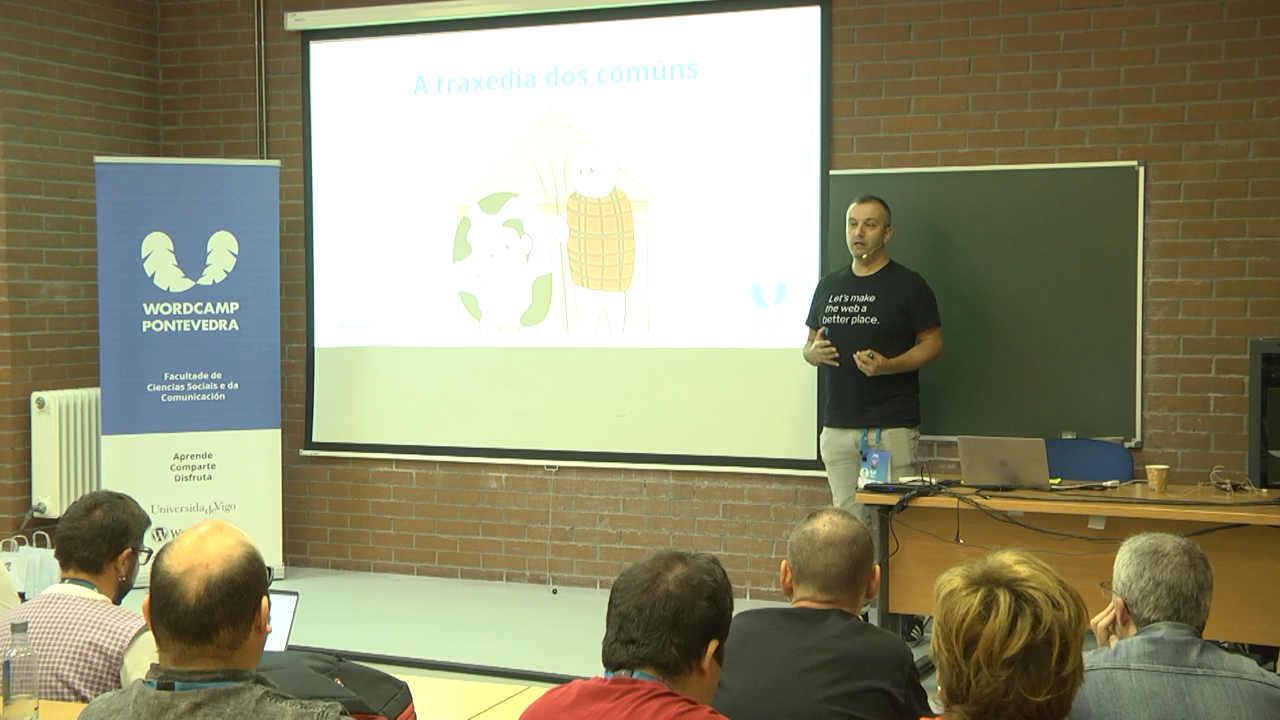 A traxedia dos comúns
WORDCAMP
PONTEVEDRA
Facultade de
Ciencias Sociais e da
Comunicación
Aprende
Comparte
Disfruta
Universidade de Vigo
Let's make
the web a
better place.